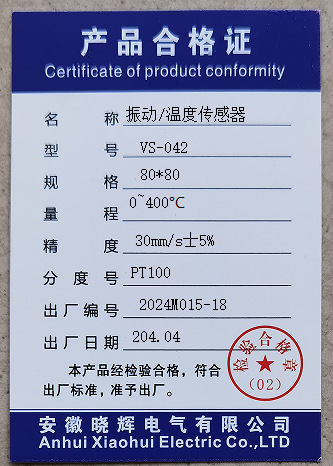 产品合格证
Certificate of product conformity
名 称 振动/温度传感器
型 号 VS-042
规 格 80*80
量 程 0~400℃
精 度 30mm/s士5%
分 度 号 PT100
出厂编号 2024M015-18
出厂日期 204.04
本产品经检验合格，符合
出厂标准，准予出厂。
检验合格章
(02)
安徽晓辉电气有限公司
Anhui Xiaohui Electric Co.,LTD